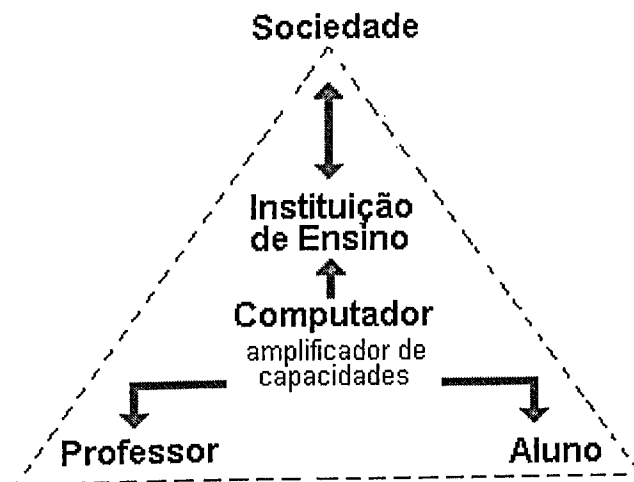 Sociedade
Instituição
de Ensino
Computador
amplificador de
capacidades
Professor
Aluno